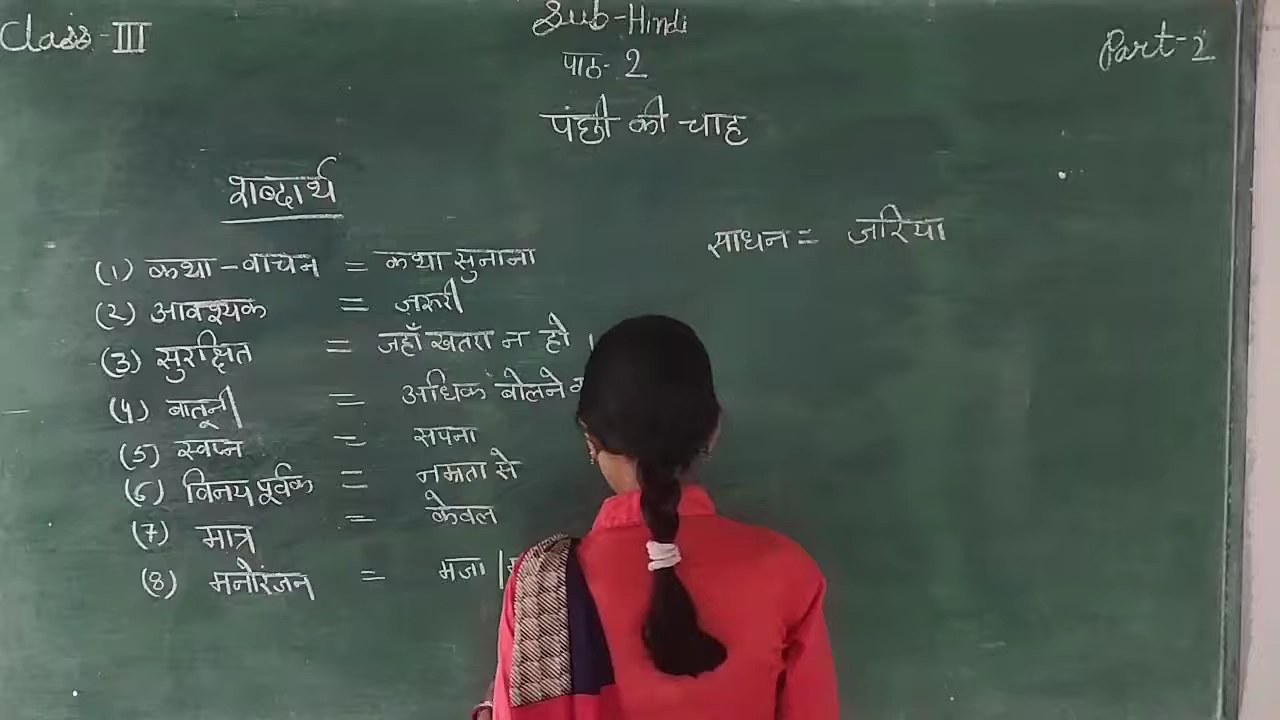 Class-III
Sub-Hindi
Part-2
पाठ-2
पंछी की चाह
शब्दार्थ
(1) कथा-वाचन = कथा सुनाना
(2) आवश्यक = ज़रूरी
(3) सुरक्षित = जहाँ खतरा न हो।
(4) बातूनी = अधिक बोलने
(5) स्वप्न = सपना
(6) विनयपूर्वक = नम्रता से
(7) मात्र = केवल
(8) मनोरंजन = मजा |
साधन = जरिया